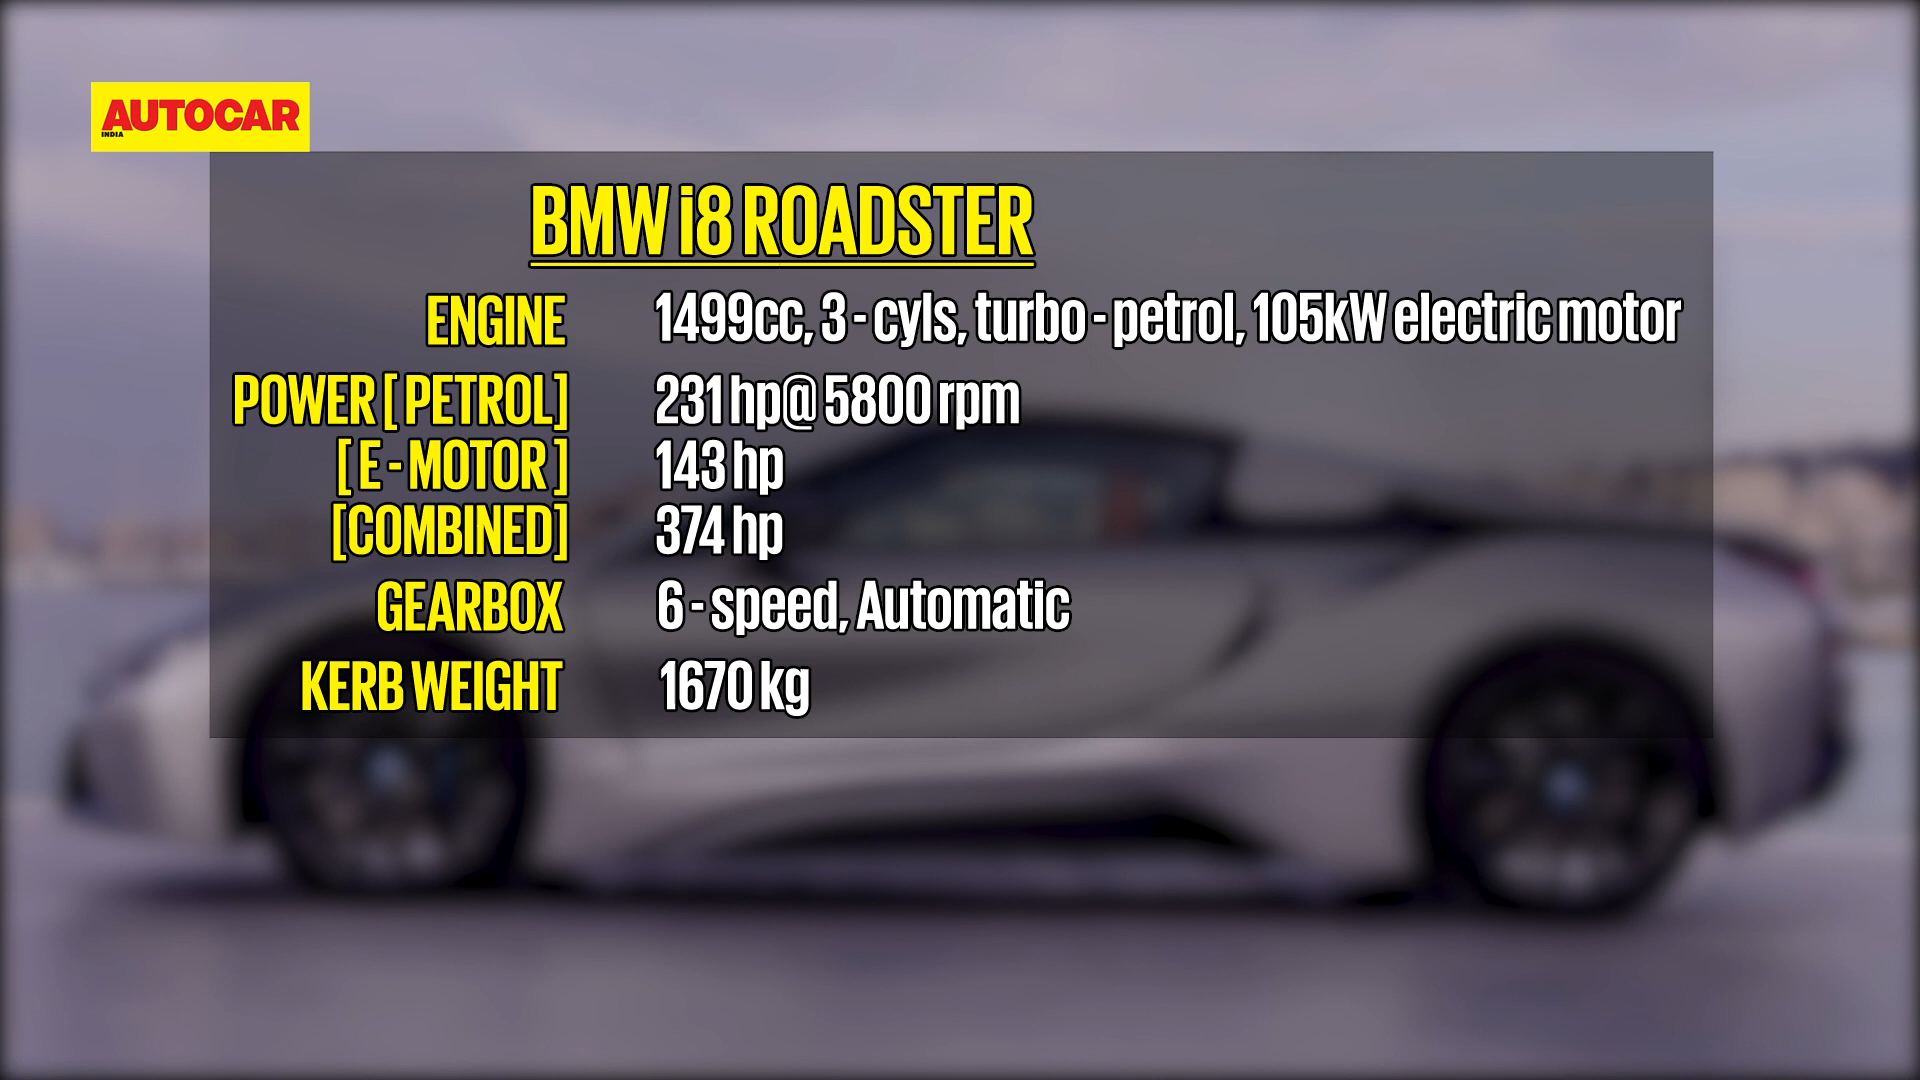 AUTOCAR
INDIA
BMW i8 ROADSTER
ENGINE 1499cc, 3 - cyls, turbo - petrol, 105kW electric motor
POWER [ PETROL] 231 hp@ 5800 rpm
[ E - MOTOR ] 143 hp
[COMBINED] 374 hp
GEARBOX 6 - speed, Automatic
KERB WEIGHT 1670 kg